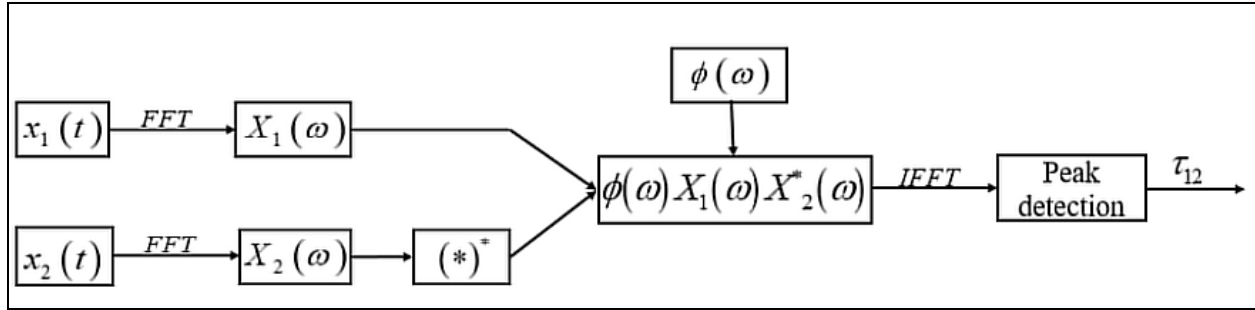 ϕ(ω)
x₁(t) FFT X₁(ω)
ϕ(ω)X₁(ω)X*₂(ω) IFFT Peak detection τ₁₂
x₂(t) FFT X₂(ω) (*)*